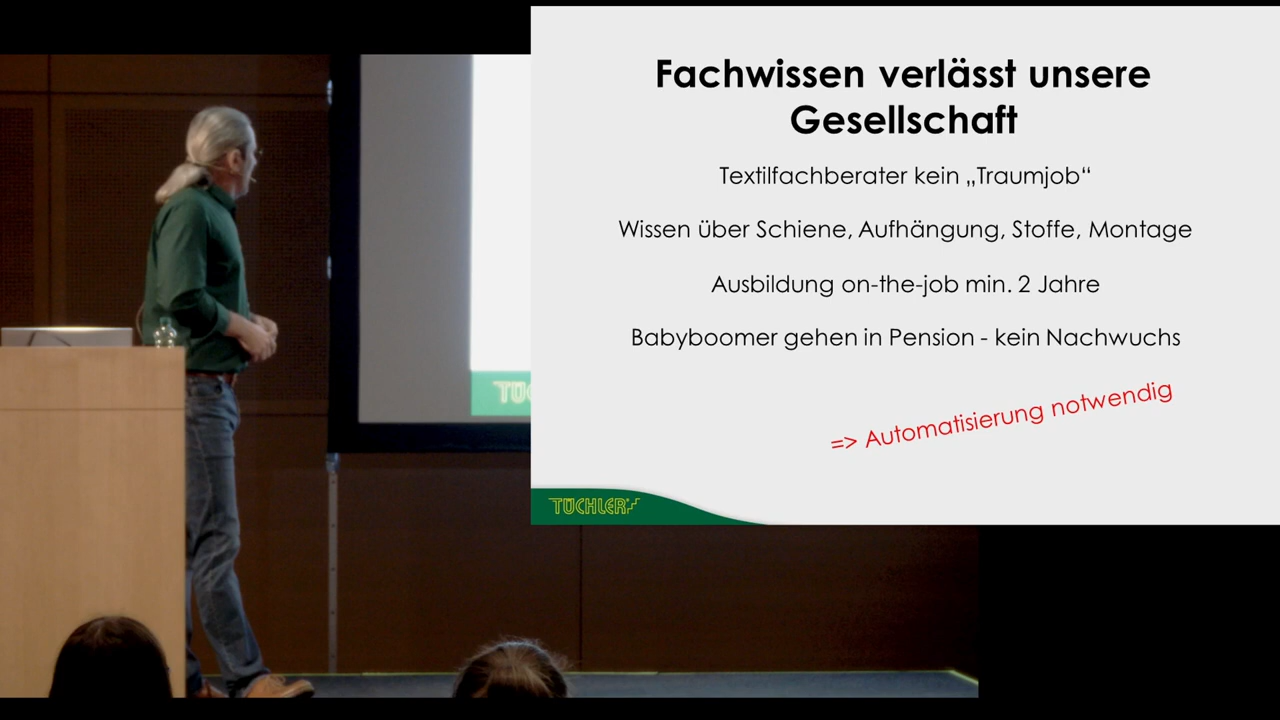 Fachwissen verlässt unsere
Gesellschaft
Textilfachberater kein „Traumjob“
Wissen über Schiene, Aufhängung, Stoffe, Montage
Ausbildung on-the-job min. 2 Jahre
Babyboomer gehen in Pension - kein Nachwuchs
=> Automatisierung notwendig
TÜCHLER
TÜ